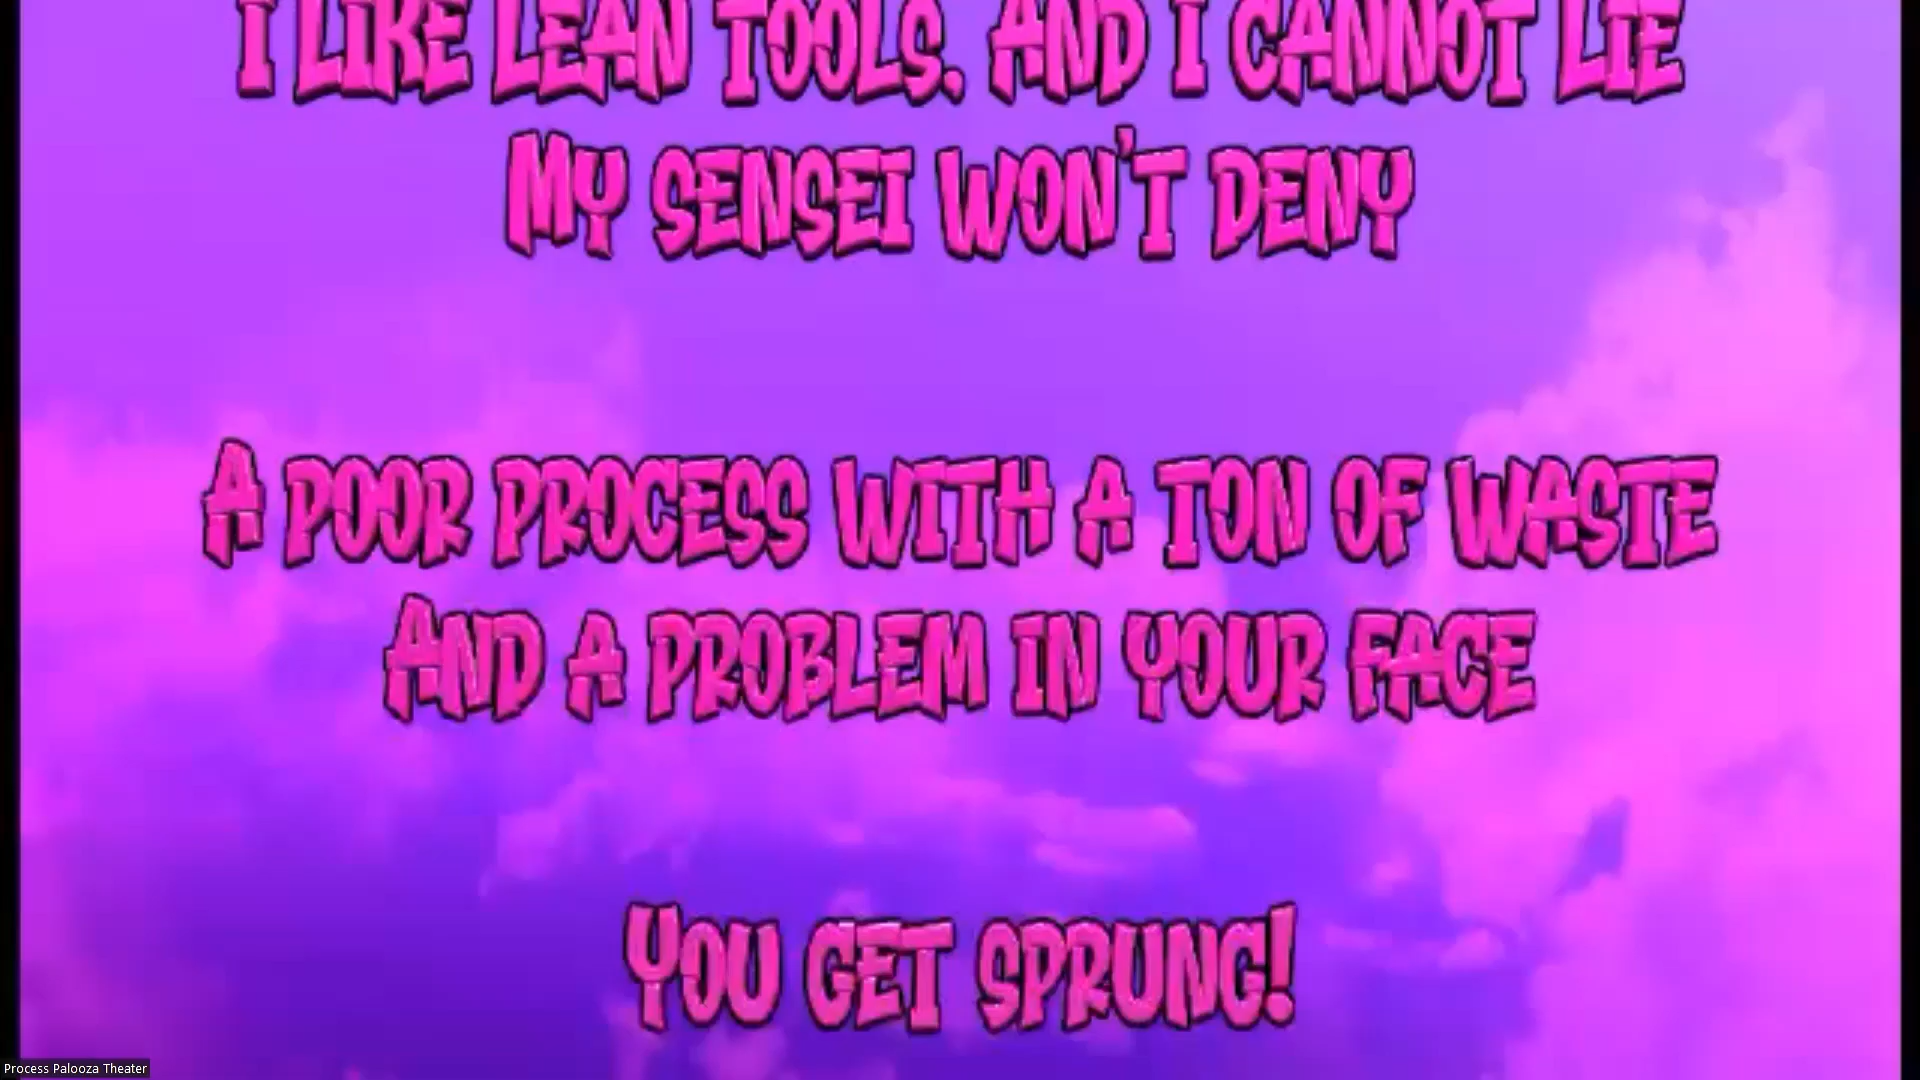 I LIKE LEAN TOOLS, AND I CANNOT LIE
MY SENSEI WON'T DENY
A POOR PROCESS WITH A TON OF WASTE
AND A PROBLEM IN YOUR FACE
YOU GET SPRUNG!
Process Palooza Theater